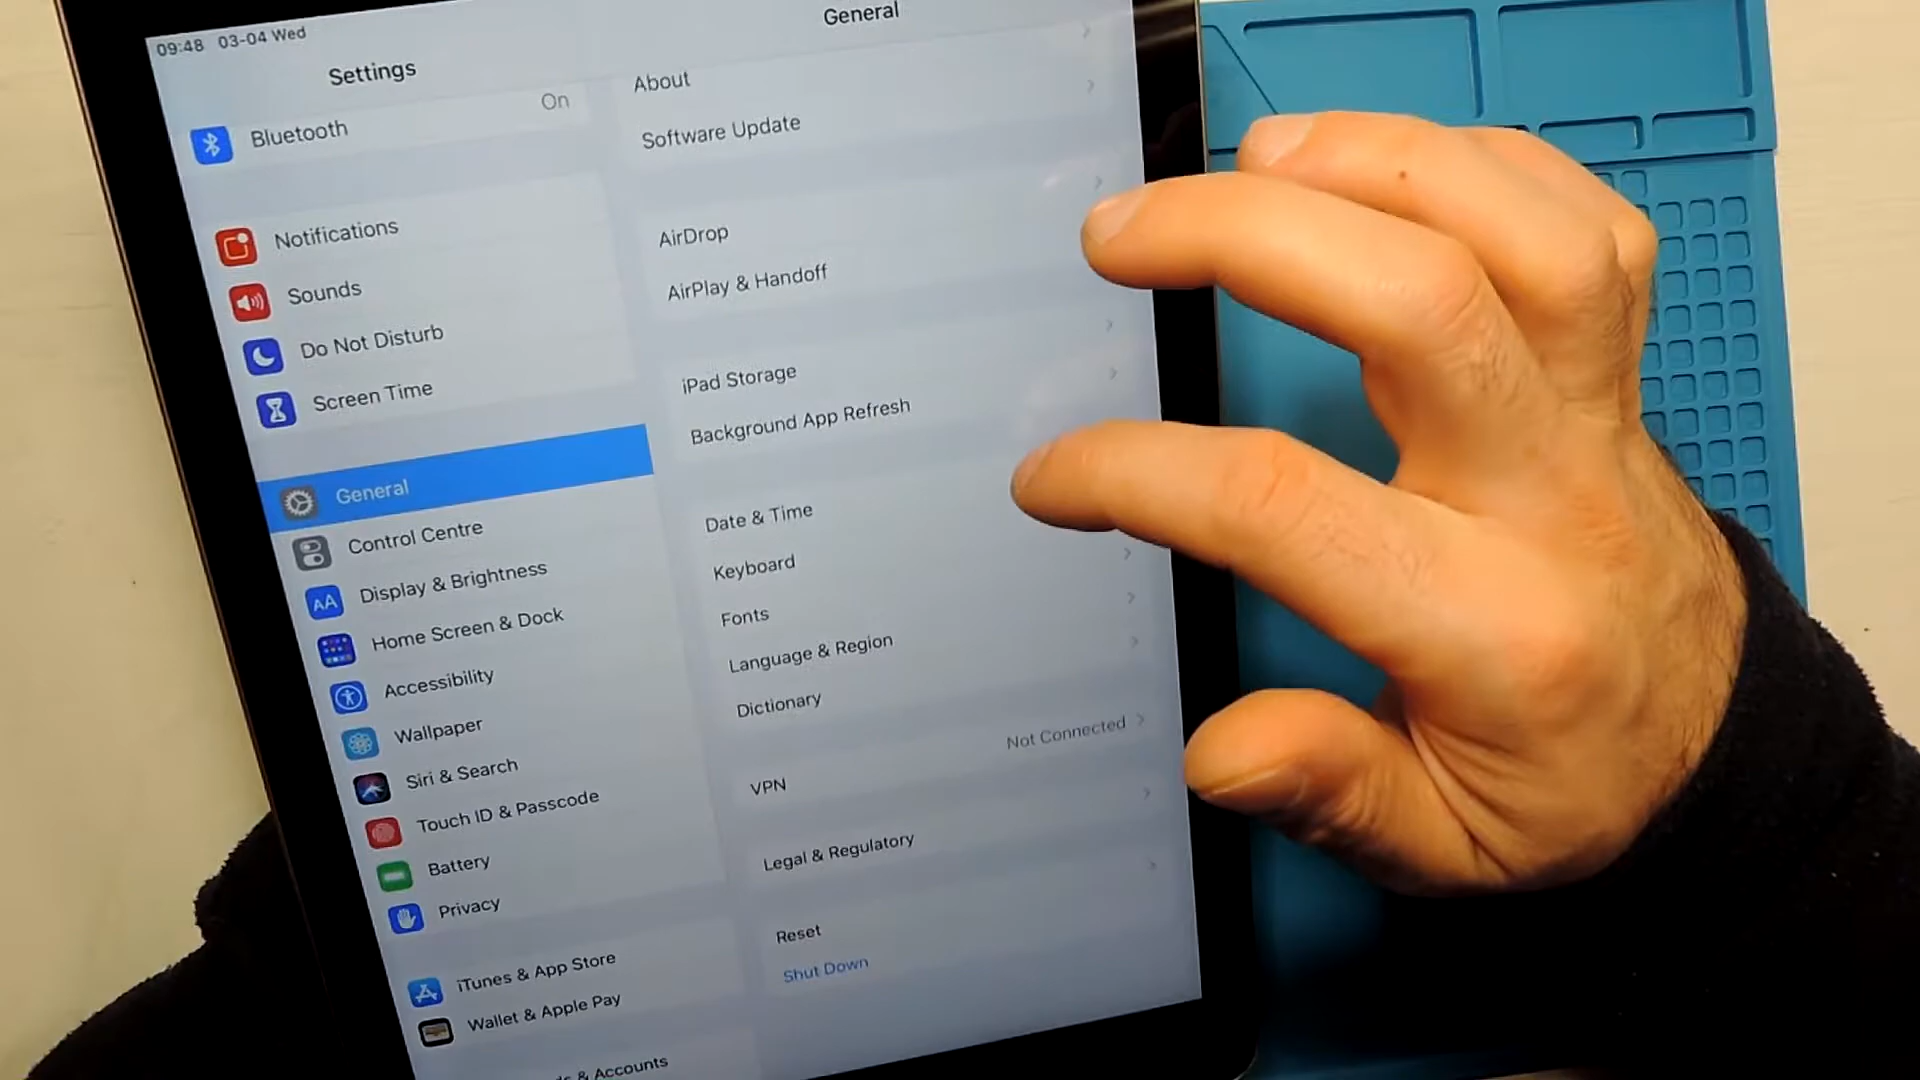 09:48 03-04 Wed
Settings
Bluetooth On
Notifications
Sounds
Do Not Disturb
Screen Time
General
Control Centre
Display & Brightness
AA
Home Screen & Dock
Accessibility
Wallpaper
Siri & Search
Touch ID & Passcode
Battery
Privacy
iTunes & App Store
Wallet & Apple Pay
& Accounts
General
About
Software Update
AirDrop
AirPlay & Handoff
iPad Storage
Background App Refresh
Date & Time
Keyboard
Fonts
Language & Region
Dictionary
VPN Not Connected
Legal & Regulatory
Reset
Shut Down